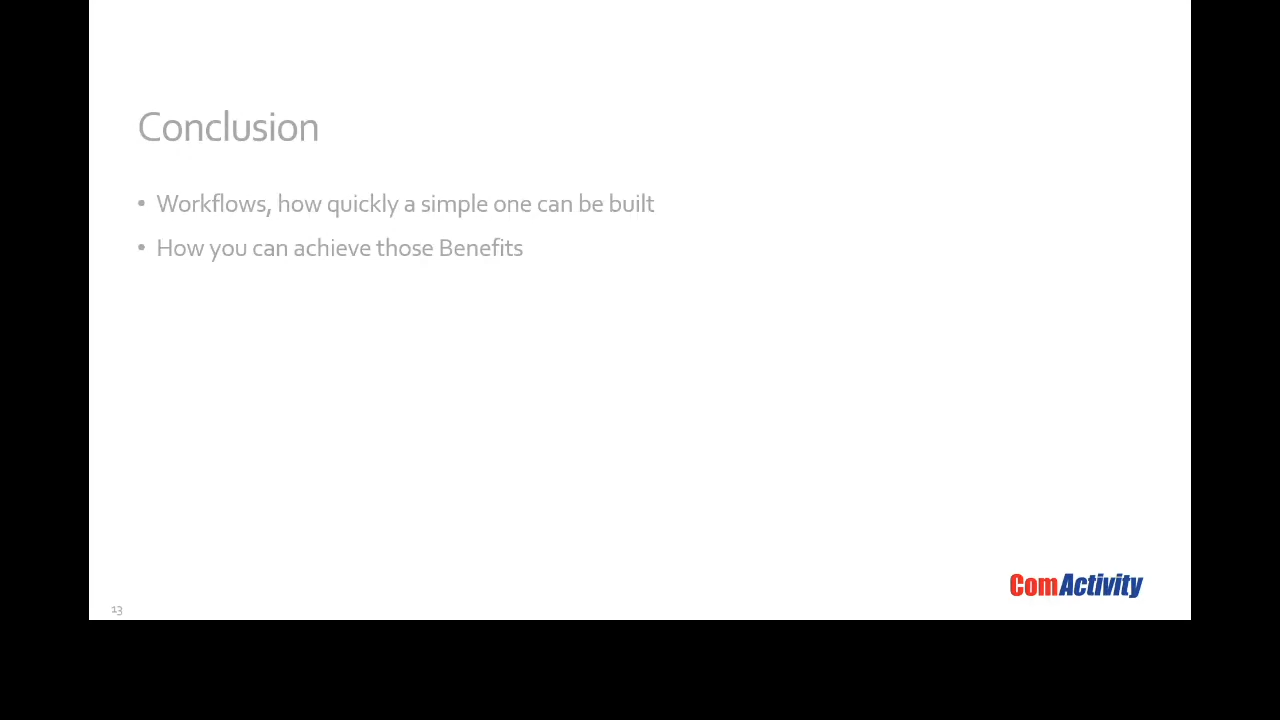 Conclusion
• Workflows, how quickly a simple one can be built
• How you can achieve those Benefits
ComActivity
13